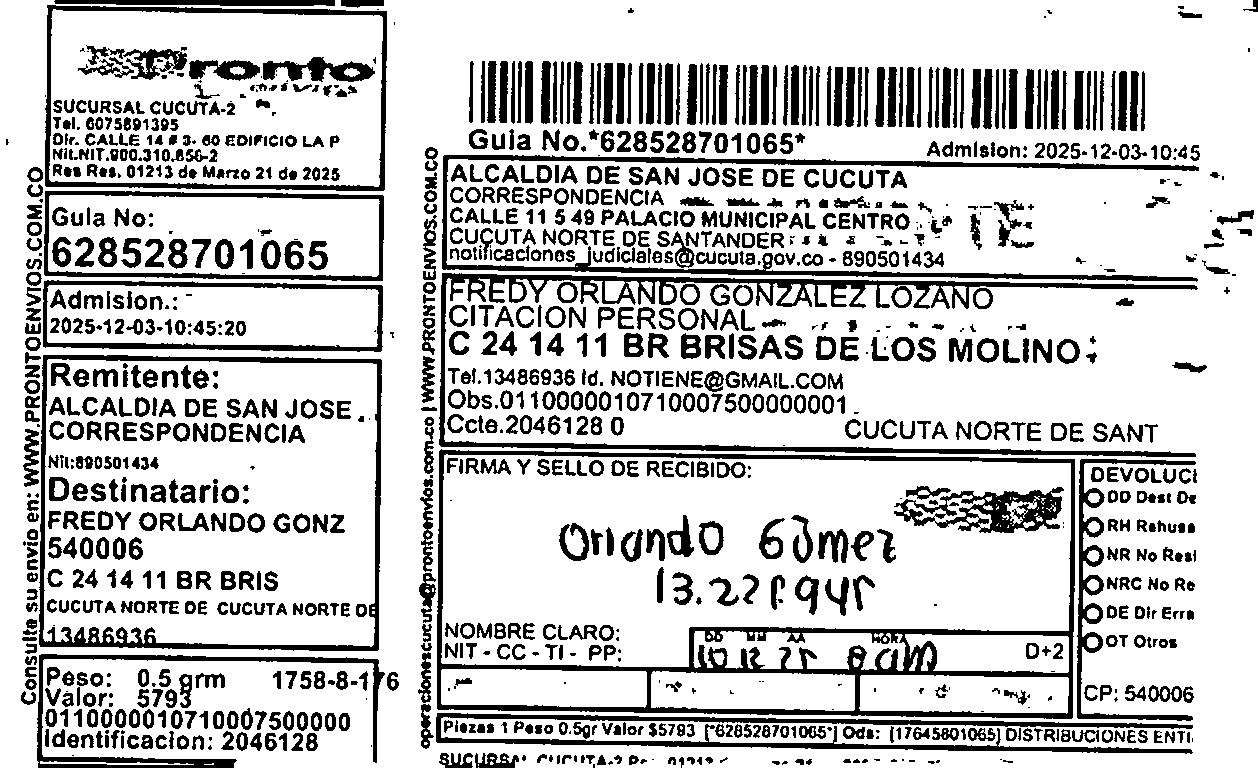 Pronto
SUCURSAL CUCUTA-2
Tel. 6075891395
Dir. CALLE 14 # 3- 60 EDIFICIO LA P
Nit.NIT.900.310.856-2
Res Res. 01213 de Marzo 21 de 2025
Guia No:
628528701065
Admision.:
2025-12-03-10:45:20
Remitente:
ALCALDIA DE SAN JOSE
CORRESPONDENCIA
Nit:890501434
Destinatario:
FREDY ORLANDO GONZ
540006
C 24 14 11 BR BRIS
CUCUTA NORTE DE CUCUTA NORTE DE
13486936
Peso: 0.5 grm 1758-8-176
Valor: 5793
01100000107100075000000
Identificacion: 2046128
Consulte su envio en: WWW.PRONTOENVIOS.COM.CO
operacionescucuta@prontoenvios.com.co | WWW.PRONTOENVIOS.COM.CO
Guia No.*628528701065*
Admision: 2025-12-03-10:45
ALCALDIA DE SAN JOSE DE CUCUTA
CORRESPONDENCIA
CALLE 11 5 49 PALACIO MUNICIPAL CENTRO
CUCUTA NORTE DE SANTANDER
notificaciones_judiciales@cucuta.gov.co - 890501434
FREDY ORLANDO GONZALEZ LOZANO
CITACION PERSONAL
C 24 14 11 BR BRISAS DE LOS MOLINO
Tel.13486936 Id. NOTIENE@GMAIL.COM
Obs.0110000010710007500000001
Ccte.2046128 0 CUCUTA NORTE DE SANT
FIRMA Y SELLO DE RECIBIDO:
Orlando Gómez
NOMBRE CLARO:
NIT - CC - TI - PP:
DD MM AA HORA
10 12 25 8 am
D+2
DEVOLUCI
DD Dest De
RH Rehusa
NR No Resi
NRC No Re
DE Dir Erra
OT Otros
CP: 540006
Piezas 1 Peso 0.5gr Valor $5793 [*628528701065*] Ods: [17645801065] DISTRIBUCIONES ENTI